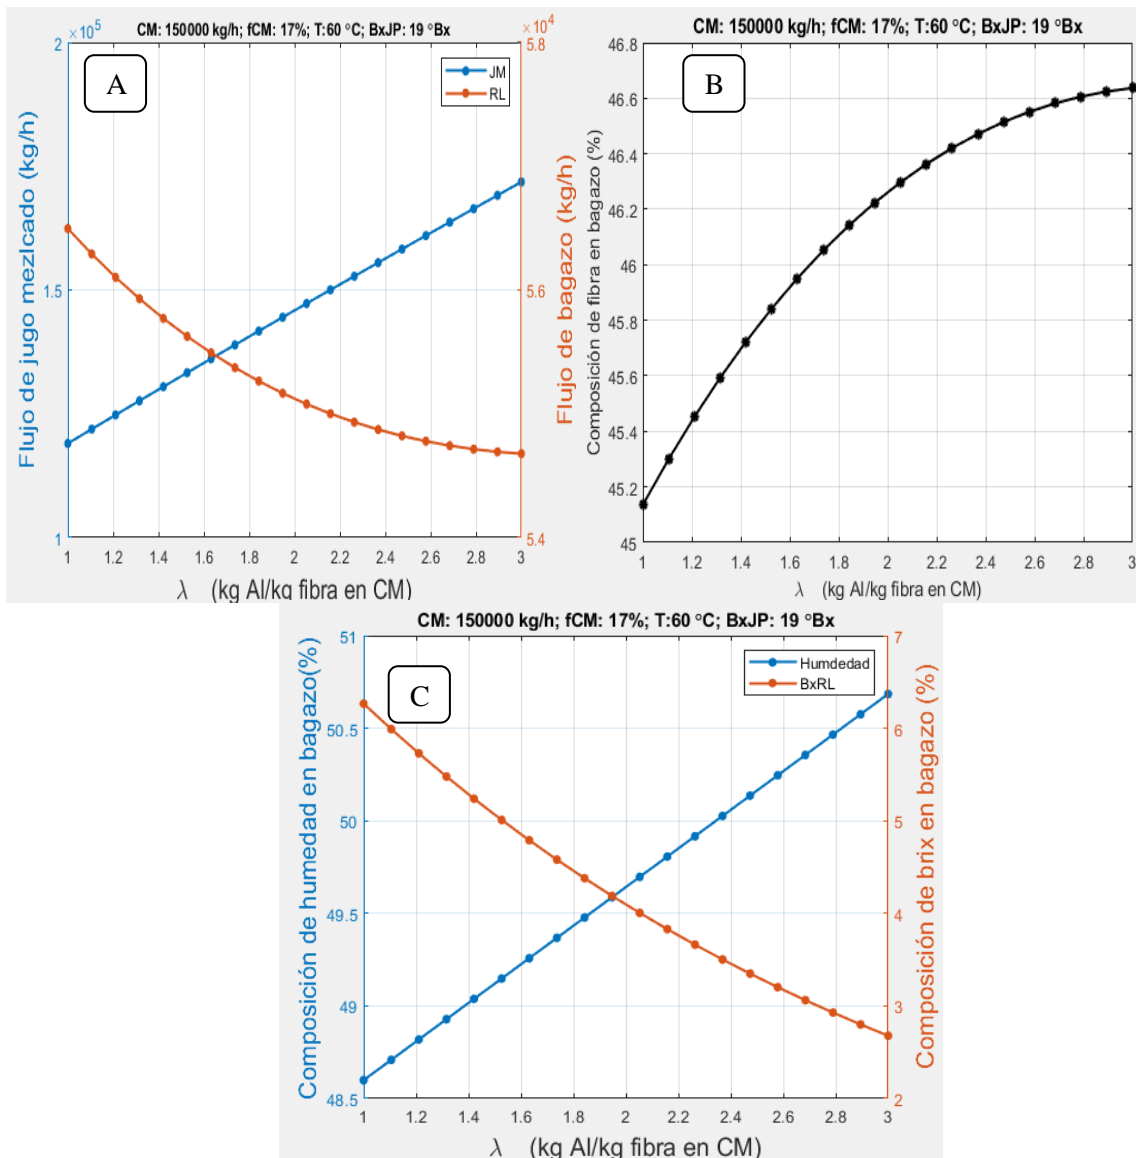 CM: 150000 kg/h; fCM: 17%; T:60 °C; BxJP: 19 °Bx
×10⁵
×10⁴
A
JM
RL
Flujo de jugo mezlcado (kg/h)
2
1.5
1
5.8
5.6
5.4
Flujo de bagazo (kg/h)
1 1.2 1.4 1.6 1.8 2 2.2 2.4 2.6 2.8 3
λ (kg AI/kg fibra en CM)
CM: 150000 kg/h; fCM: 17%; T:60 °C; BxJP: 19 °Bx
B
Composición de fibra en bagazo (%)
46.8
46.6
46.4
46.2
46
45.8
45.6
45.4
45.2
45
1 1.2 1.4 1.6 1.8 2 2.2 2.4 2.6 2.8 3
λ (kg AI/kg fibra en CM)
CM: 150000 kg/h; fCM: 17%; T:60 °C; BxJP: 19 °Bx
C
Humdedad
BxRL
Composición de humedad en bagazo(%)
51
50.5
50
49.5
49
48.5
7
6
5
4
3
2
Composición de brix en bagazo (%)
1 1.2 1.4 1.6 1.8 2 2.2 2.4 2.6 2.8 3
λ (kg AI/kg fibra en CM)